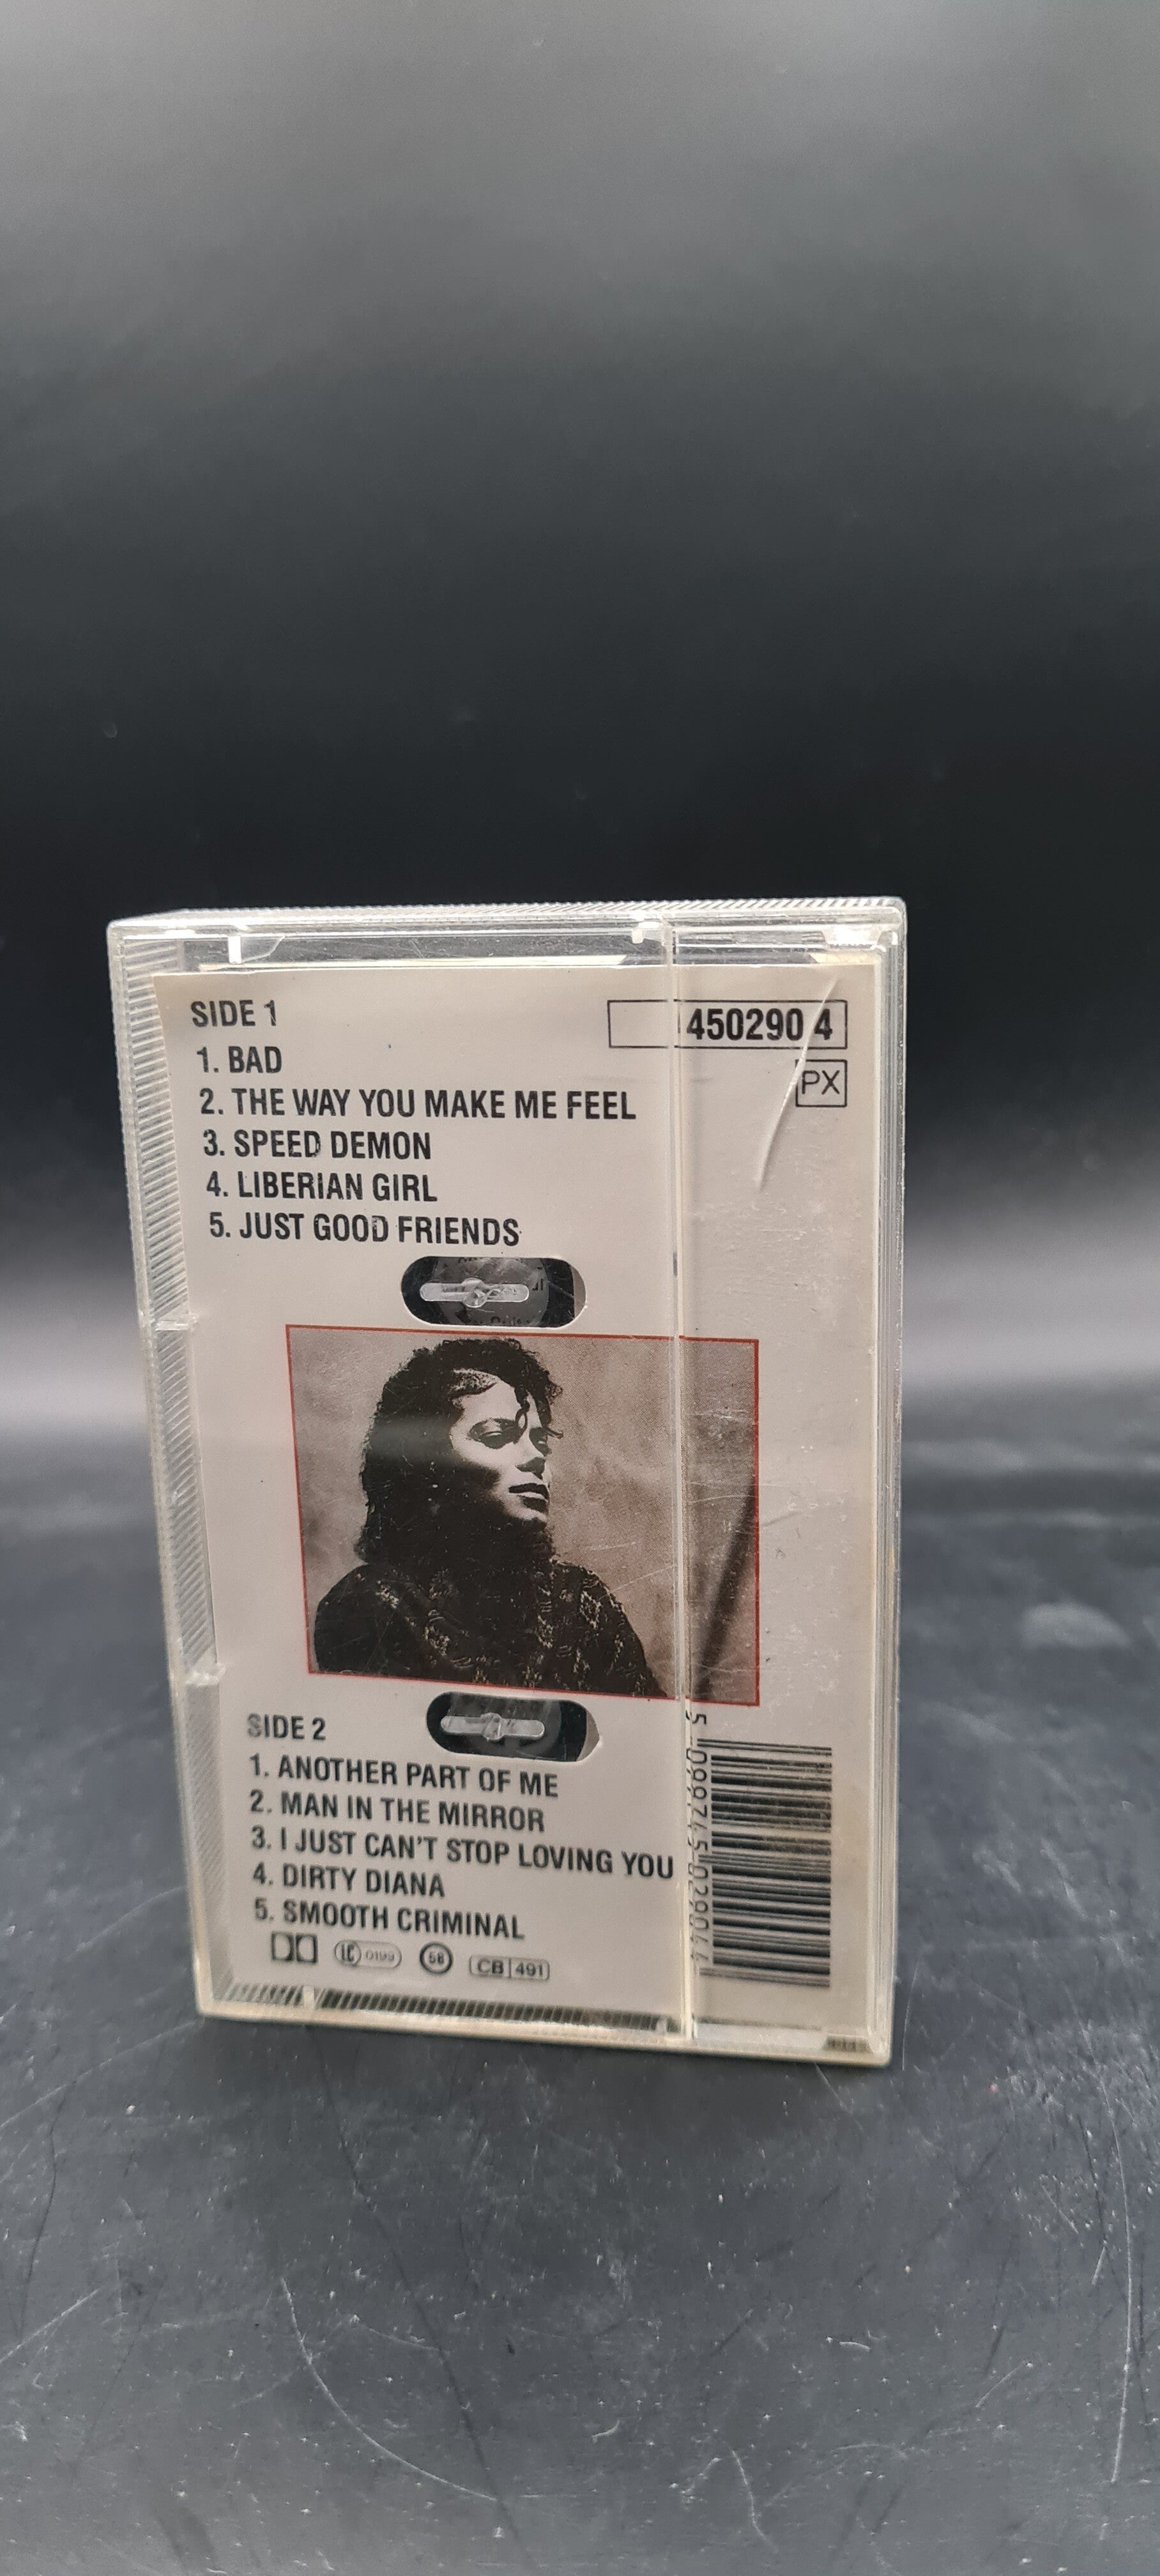 SIDE 1
450290 4
1. BAD
PX
2. THE WAY YOU MAKE ME FEEL
3. SPEED DEMON
4. LIBERIAN GIRL
5. JUST GOOD FRIENDS
SIDE 2
1. ANOTHER PART OF ME
2. MAN IN THE MIRROR
3. I JUST CAN'T STOP LOVING YOU
4. DIRTY DIANA
5. SMOOTH CRIMINAL
LC 0199
CB 491